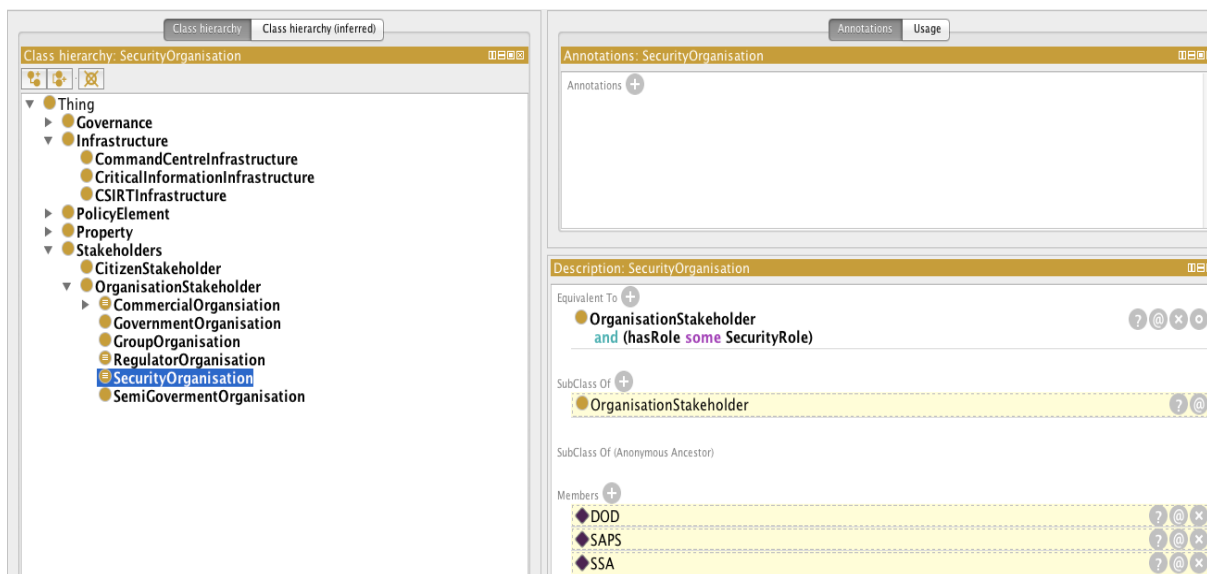 Class hierarchy Class hierarchy (inferred)
Class hierarchy: SecurityOrganisation
Thing
Governance
Infrastructure
CommandCentreInfrastructure
CriticalInformationInfrastructure
CSIRTInfrastructure
PolicyElement
Property
Stakeholders
CitizenStakeholder
OrganisationStakeholder
CommercialOrgansiation
GovernmentOrganisation
GroupOrganisation
RegulatorOrganisation
SecurityOrganisation
SemiGovermentOrganisation
Annotations Usage
Annotations: SecurityOrganisation
Annotations
Description: SecurityOrganisation
Equivalent To
OrganisationStakeholder
and (hasRole some SecurityRole)
SubClass Of
OrganisationStakeholder
SubClass Of (Anonymous Ancestor)
Members
DOD
SAPS
SSA